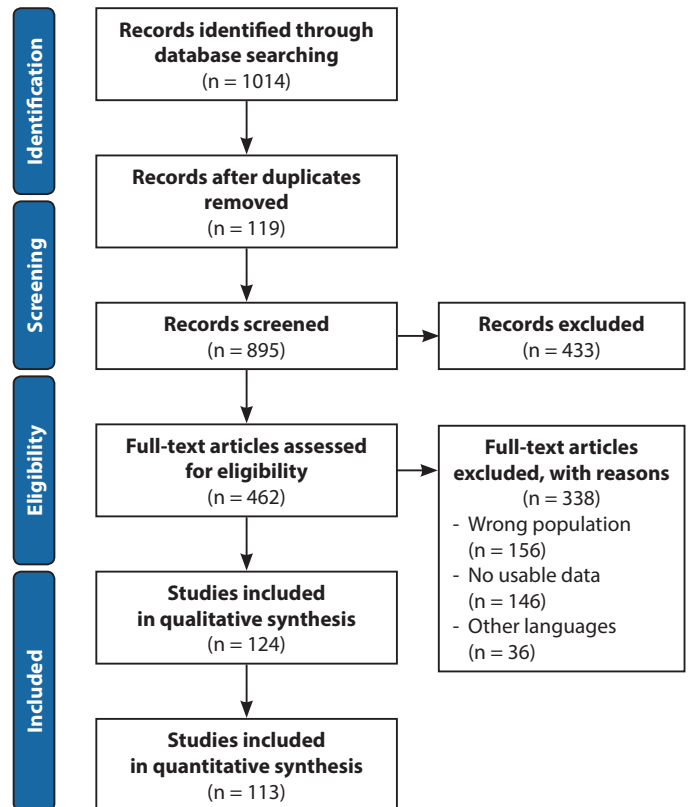 Identification
Records identified through
database searching
(n = 1014)
Records after duplicates
removed
(n = 119)
Screening
Records screened
(n = 895)
Records excluded
(n = 433)
Eligibility
Full-text articles assessed
for eligibility
(n = 462)
Full-text articles
excluded, with reasons
(n = 338)
- Wrong population
(n = 156)
- No usable data
(n = 146)
- Other languages
(n = 36)
Included
Studies included
in qualitative synthesis
(n = 124)
Studies included
in quantitative synthesis
(n = 113)